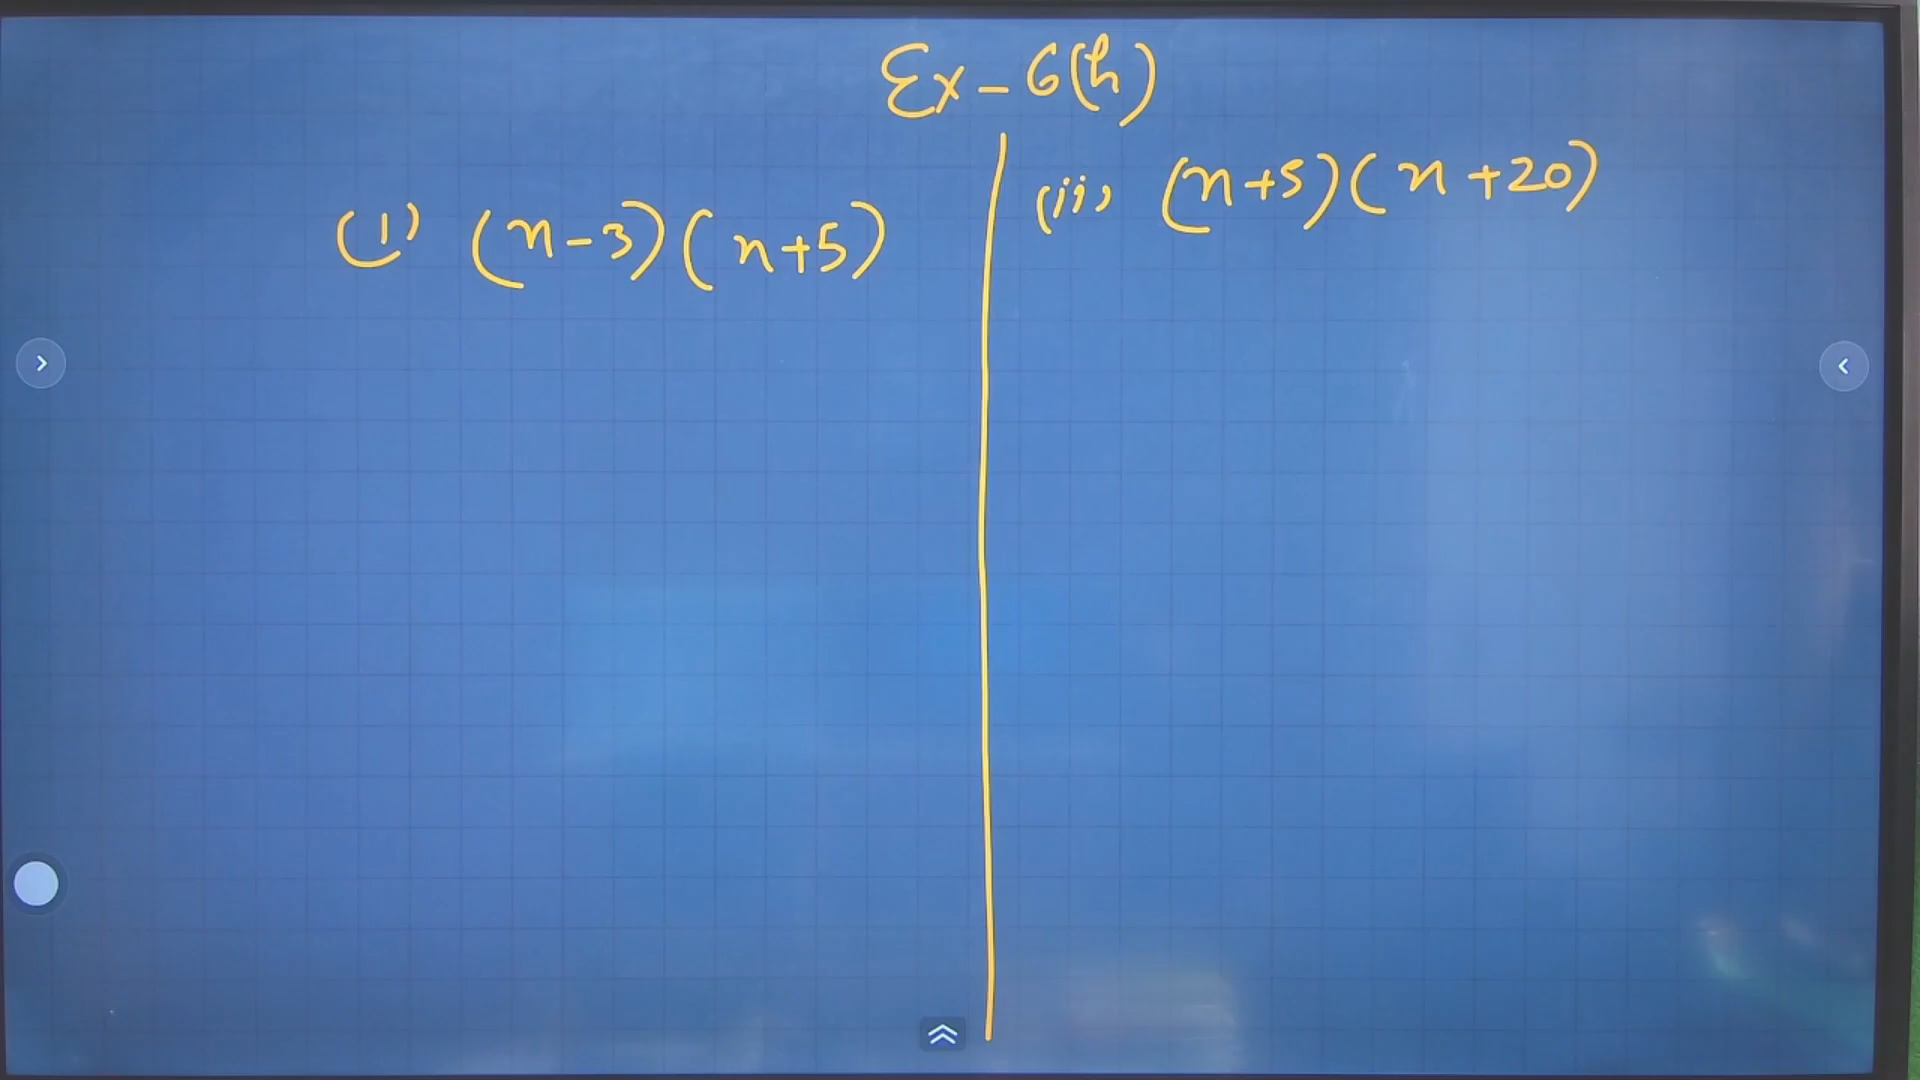 Ex - 6(h)
(i) (n-3)(n+5)
(ii) (n+5)(n+20)